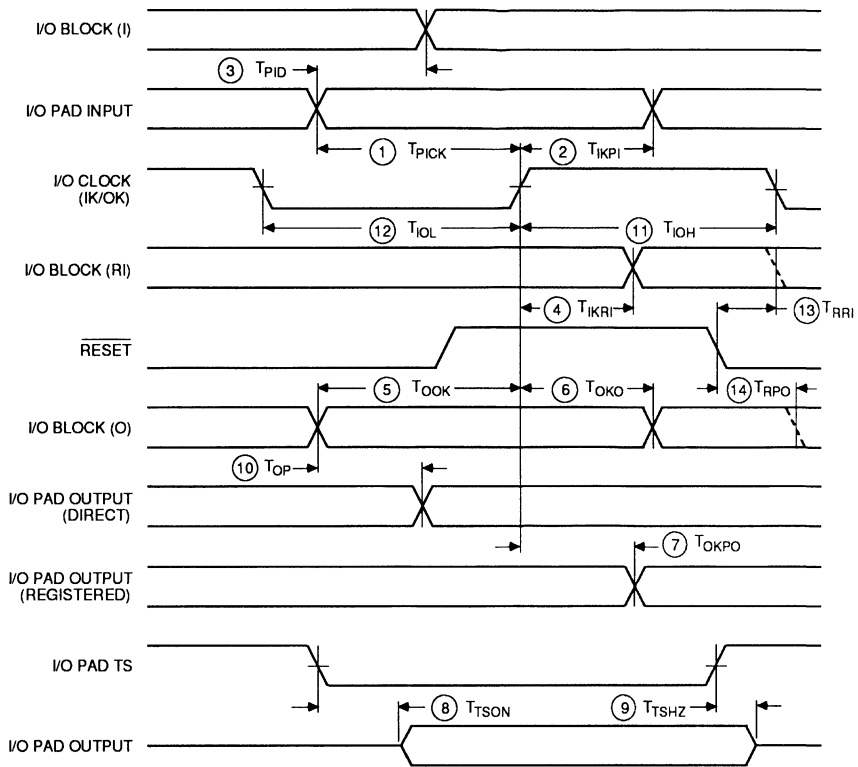 I/O BLOCK (I)
3 TPID
I/O PAD INPUT
1 TPICK
2 TIKPI
I/O CLOCK
(IK/OK)
12 TIOL
11 TIOH
I/O BLOCK (RI)
4 TIKRI
13 TRRI
RESET
5 TOOK
6 TOKO
14 TRPO
I/O BLOCK (O)
10 TOP
I/O PAD OUTPUT
(DIRECT)
7 TOKPO
I/O PAD OUTPUT
(REGISTERED)
I/O PAD TS
8 TTSON
9 TTSHZ
I/O PAD OUTPUT